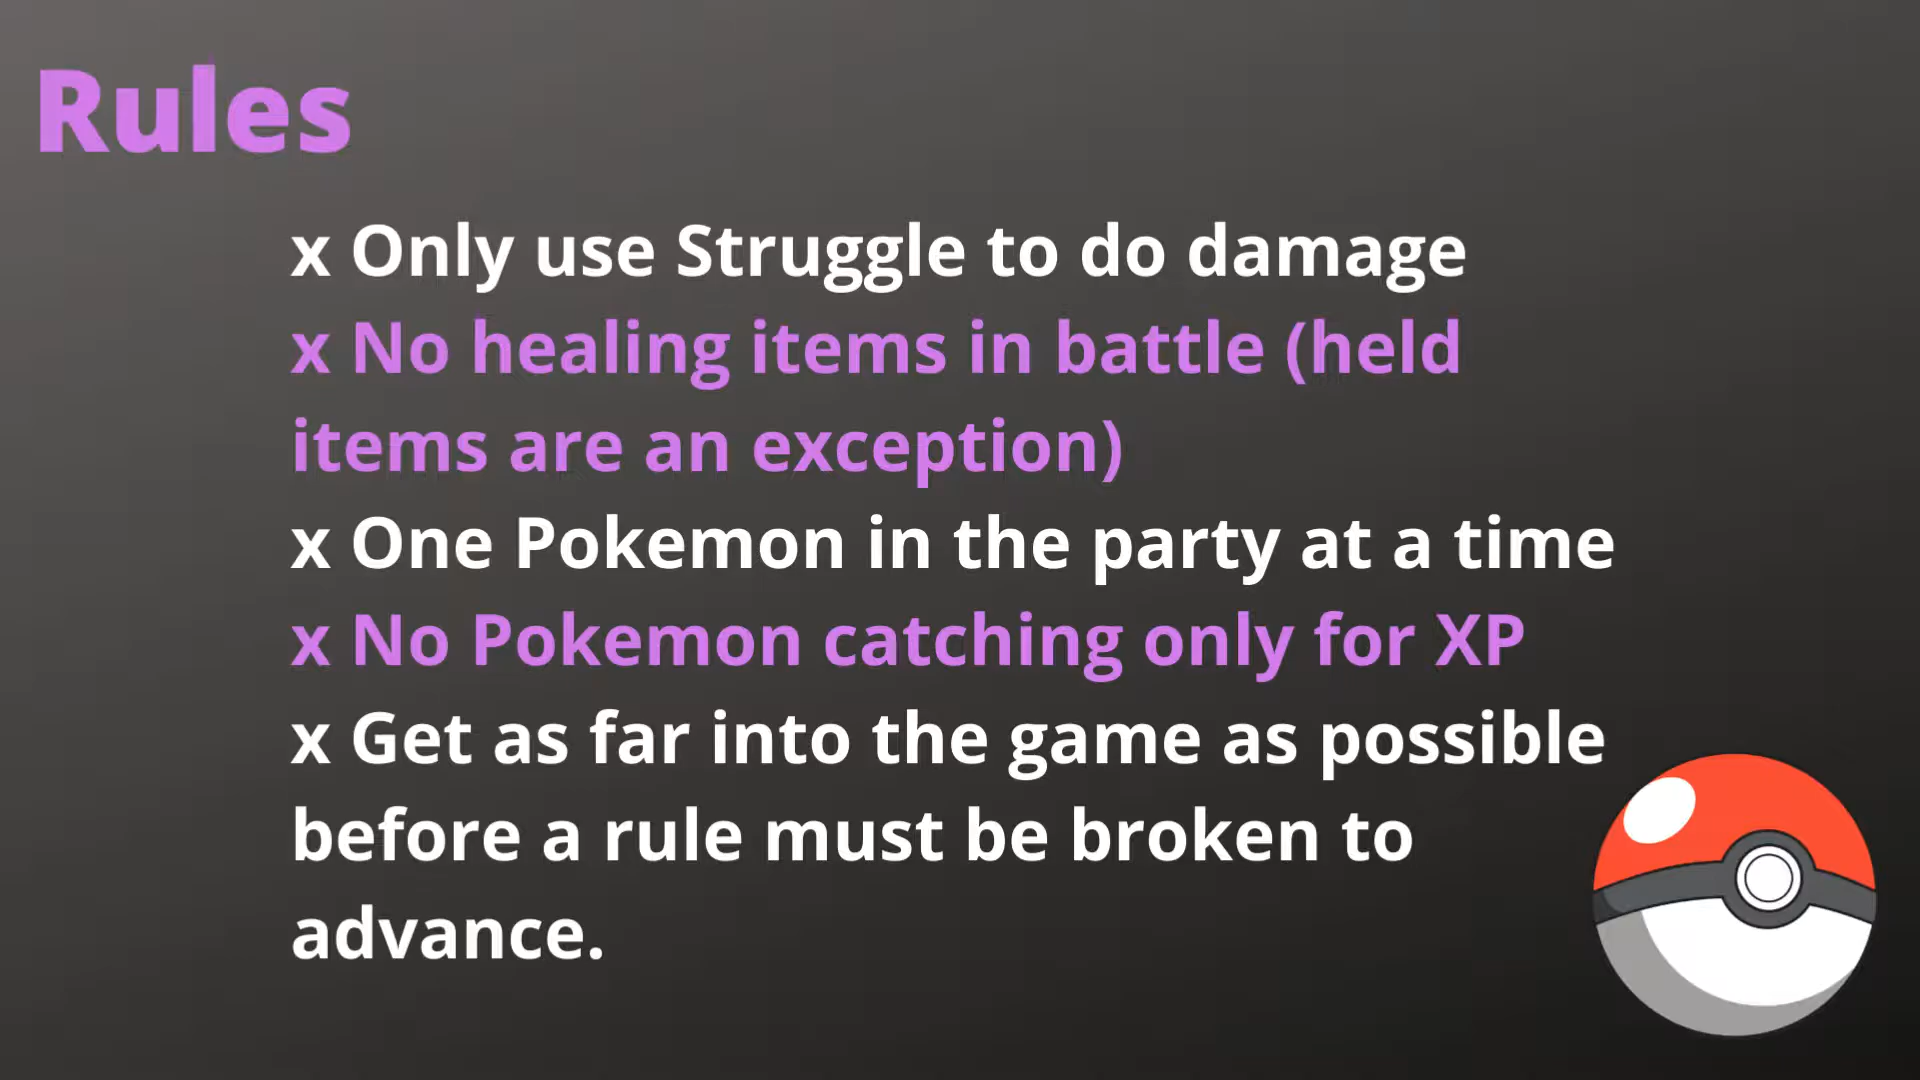 Rules
x Only use Struggle to do damage
x No healing items in battle (held
items are an exception)
x One Pokemon in the party at a time
x No Pokemon catching only for XP
x Get as far into the game as possible
before a rule must be broken to
advance.